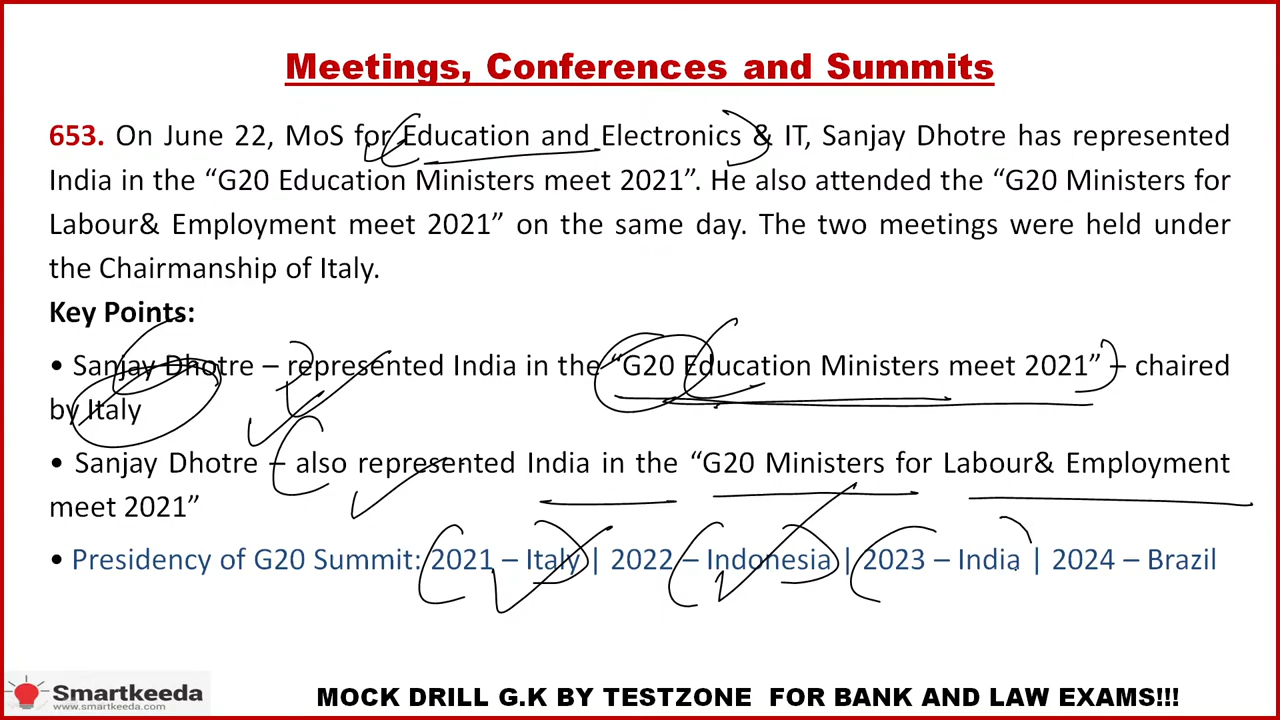 Meetings, Conferences and Summits
653. On June 22, MoS for Education and Electronics & IT, Sanjay Dhotre has represented
India in the “G20 Education Ministers meet 2021”. He also attended the “G20 Ministers for
Labour& Employment meet 2021” on the same day. The two meetings were held under
the Chairmanship of Italy.
Key Points:
• Sanjay Dhotre – represented India in the “G20 Education Ministers meet 2021” – chaired
by Italy
• Sanjay Dhotre – also represented India in the “G20 Ministers for Labour& Employment
meet 2021”
• Presidency of G20 Summit: 2021 – Italy | 2022 – Indonesia | 2023 – India | 2024 – Brazil
Smartkeeda
www.smartkeeda.com
MOCK DRILL G.K BY TESTZONE FOR BANK AND LAW EXAMS!!!